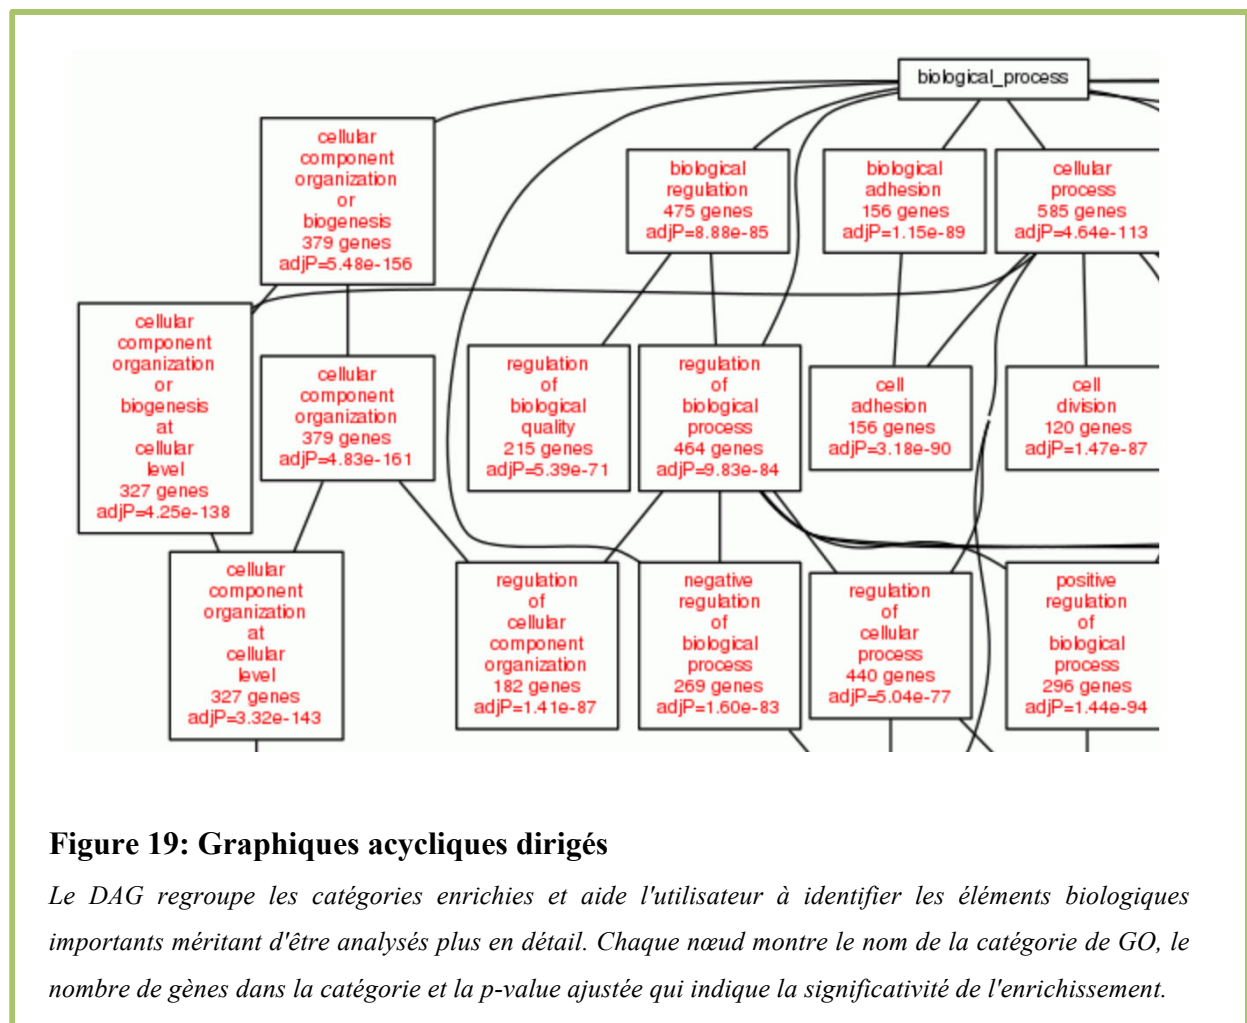 biological_process
cellular
component
organization
or
biogenesis
379 genes
adjP=5.48e-156
biological
regulation
475 genes
adjP=8.88e-85
biological
adhesion
156 genes
adjP=1.15e-89
cellular
process
585 genes
adjP=4.64e-113
cellular
component
organization
or
biogenesis
at
cellular
level
327 genes
adjP=4.25e-138
cellular
component
organization
379 genes
adjP=4.83e-161
regulation
of
biological
quality
215 genes
adjP=5.39e-71
regulation
of
biological
process
464 genes
adjP=9.83e-84
cell
adhesion
156 genes
adjP=3.18e-90
cell
division
120 genes
adjP=1.47e-87
cellular
component
organization
at
cellular
level
327 genes
adjP=3.32e-143
regulation
of
cellular
component
organization
182 genes
adjP=1.41e-87
negative
regulation
of
biological
process
269 genes
adjP=1.60e-83
regulation
of
cellular
process
440 genes
adjP=5.04e-77
positive
regulation
of
biological
process
296 genes
adjP=1.44e-94
Figure 19: Graphiques acycliques dirigés
Le DAG regroupe les catégories enrichies et aide l'utilisateur à identifier les éléments biologiques
importants méritant d'être analysés plus en détail. Chaque nœud montre le nom de la catégorie de GO, le
nombre de gènes dans la catégorie et la p-value ajustée qui indique la significativité de l'enrichissement.